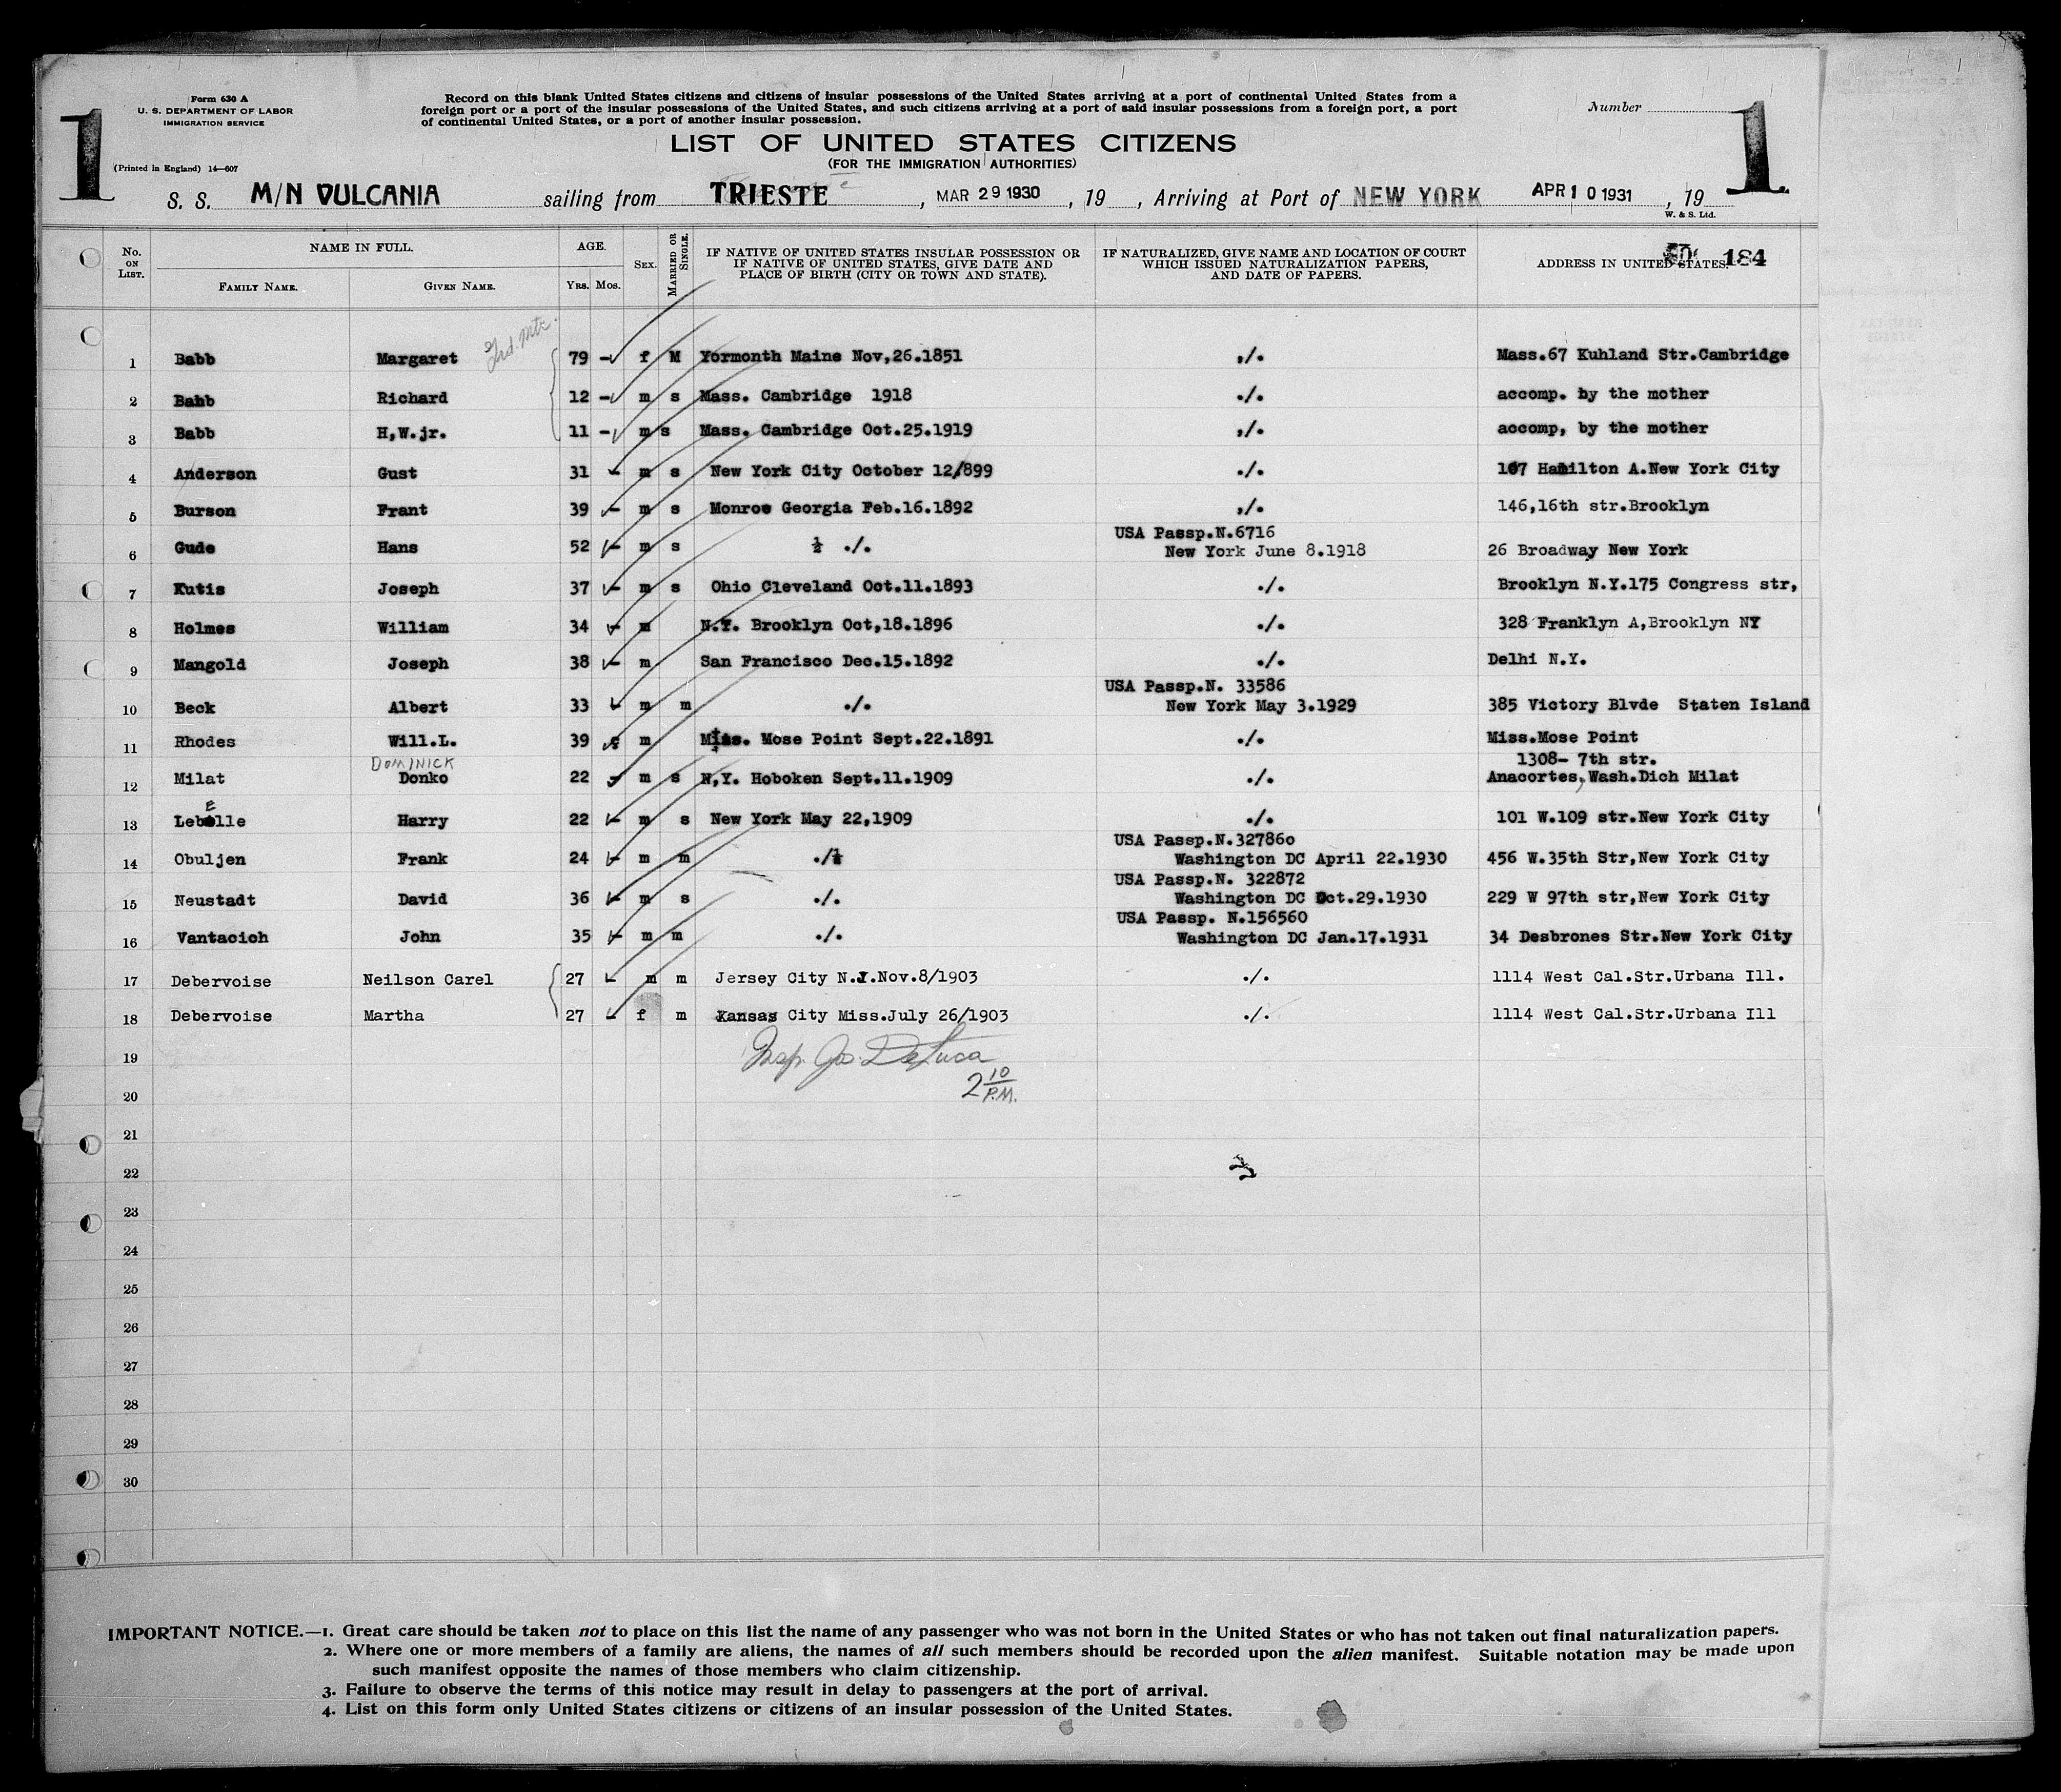 Form 630 A
U. S. DEPARTMENT OF LABOR
IMMIGRATION SERVICE
(Printed in England) 14—607
1
Record on this blank United States citizens and citizens of insular possessions of the United States arriving at a port of continental United States from a
foreign port or a port of the insular possessions of the United States, and such citizens arriving at a port of said insular possessions from a foreign port, a port
of continental United States, or a port of another insular possession.
Number
1
LIST OF UNITED STATES CITIZENS
(FOR THE IMMIGRATION AUTHORITIES)
S. S. M/N VULCANIA sailing from TRIESTE, MAR 29 1930, 19 , Arriving at Port of NEW YORK APR 10 1931, 19
W. & S. Ltd.
No. ON LIST. NAME IN FULL. FAMILY NAME. GIVEN NAME. AGE. YRS. MOS. SEX. MARRIED OR SINGLE. IF NATIVE OF UNITED STATES INSULAR POSSESSION OR IF NATIVE OF UNITED STATES, GIVE DATE AND PLACE OF BIRTH (CITY OR TOWN AND STATE). IF NATURALIZED, GIVE NAME AND LOCATION OF COURT WHICH ISSUED NATURALIZATION PAPERS, AND DATE OF PAPERS. ADDRESS IN UNITED STATES. 184
1 Babb Margaret 79 - f M Yormonth Maine Nov,26.1851 ,/. Mass.67 Kuhland Str.Cambridge
2 Babb Richard 12 - m s Mass. Cambridge 1918 ./. accomp. by the mother
3 Babb H,W.jr. 11 - m s Mass. Cambridge Oct.25.1919 ,/. accomp, by the mother
4 Anderson Gust 31 - m s New York City October 12/899 ./. 107 Hamilton A.New York City
5 Burson Frant 39 - m s Monroe Georgia Feb.16.1892 ,/. 146,16th str.Brooklyn
USA Passp.N.6716
6 Gude Hans 52 - m s ½ ./. New York June 8.1918 26 Broadway New York
7 Kutis Joseph 37 - m s Ohio Cleveland Oct.11.1893 ./. Brooklyn N.Y.175 Congress str,
8 Holmes William 34 - m N.Y. Brooklyn Oct,18.1896 ./. 328 Franklyn A,Brooklyn NY
9 Mangold Joseph 38 - m San Francisco Dec.15.1892 ./. Delhi N.Y.
USA Passp.N. 33586
10 Beck Albert 33 - m m ./. New York May 3.1929 385 Victory Blvde Staten Island
11 Rhodes Will.L. 39 m Miss. Mose Point Sept.22.1891 ./. Miss.Mose Point
DOMINICK 1308- 7th str.
12 Milat Donko 22 - m s N,Y. Hoboken Sept.11.1909 ./. Anacortes, Wash.Dich Milat
E
13 Lebelle Harry 22 - m s New York May 22,1909 ./. 101 W.109 str.New York City
USA Passp.N.327860
14 Obuljen Frank 24 - m m ./. Washington DC April 22.1930 456 W.35th Str,New York City
USA Passp.N. 322872
15 Neustadt David 36 - m s ./. Washington DC Oct.29.1930 229 W 97th str,New York City
USA Passp. N.156560
16 Vantacich John 35 - m m ./. Washington DC Jan.17.1931 34 Desbrones Str.New York City
17 Debervoise Neilson Carel 27 - m m Jersey City N.J.Nov.8/1903 ./. 1114 West Cal.Str.Urbana Ill.
18 Debervoise Martha 27 - f m Kansas City Miss.July 26/1903 ./. 1114 West Cal.Str.Urbana Ill
19 Insp. Jos. DeLuca
20 2 10 P.M.
21
22
23
24
25
26
27
28
29
30
IMPORTANT NOTICE.—1. Great care should be taken not to place on this list the name of any passenger who was not born in the United States or who has not taken out final naturalization papers.
2. Where one or more members of a family are aliens, the names of all such members should be recorded upon the alien manifest. Suitable notation may be made upon
such manifest opposite the names of those members who claim citizenship.
3. Failure to observe the terms of this notice may result in delay to passengers at the port of arrival.
4. List on this form only United States citizens or citizens of an insular possession of the United States.